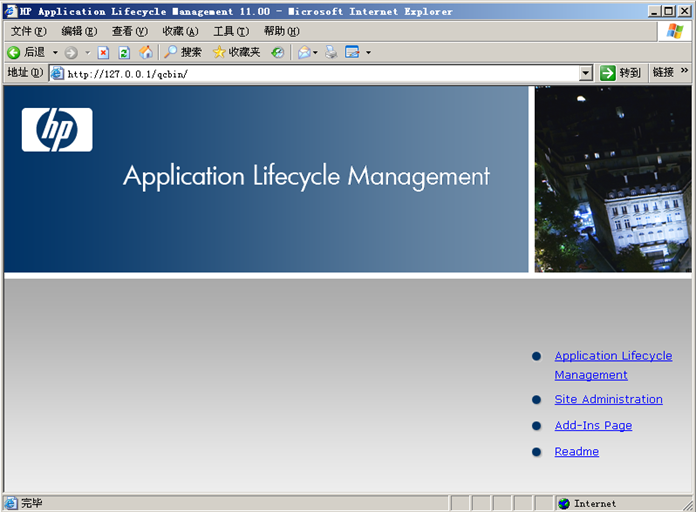 HP Application Lifecycle Management 11.00 - Microsoft Internet Explorer
文件(F) 编辑(E) 查看(V) 收藏(A) 工具(T) 帮助(H)
后退 搜索 收藏夹
地址(D) http://127.0.0.1/qcbin/ 转到 链接 »
hp
Application Lifecycle Management
Application Lifecycle
Management
Site Administration
Add-Ins Page
Readme
完毕 Internet